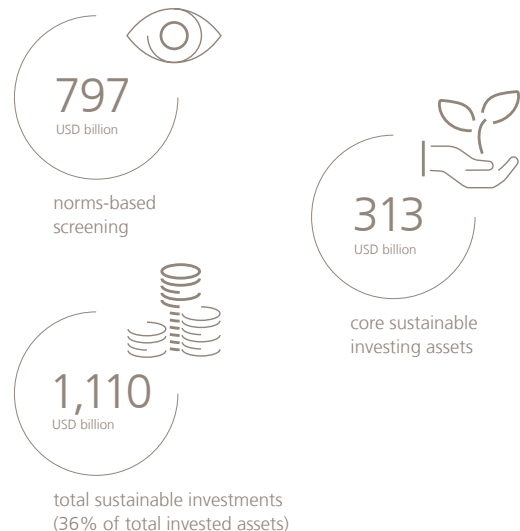 797
USD billion
norms-based
screening
313
USD billion
core sustainable
investing assets
1,110
USD billion
total sustainable investments
(36% of total invested assets)